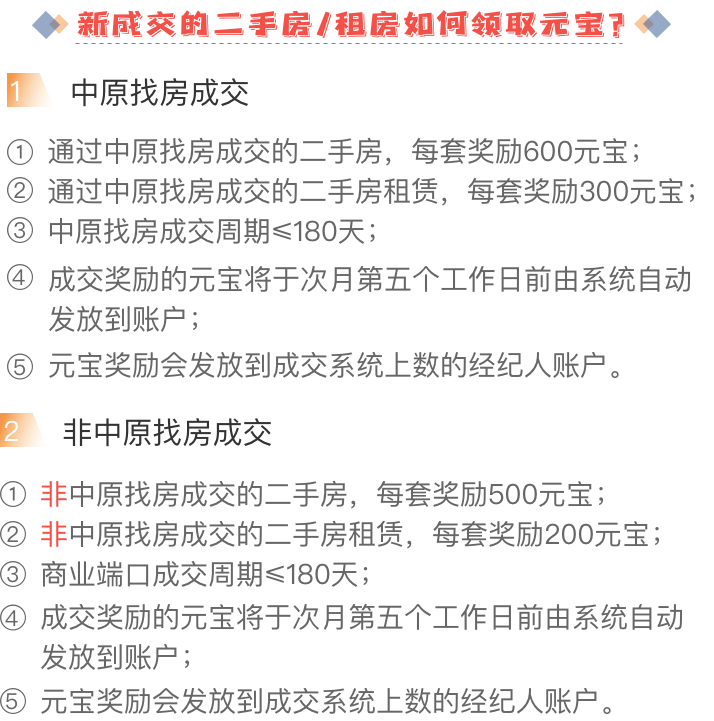 新成交的二手房/租房如何领取元宝?
1 中原找房成交
① 通过中原找房成交的二手房，每套奖励600元宝；
② 通过中原找房成交的二手房租赁，每套奖励300元宝；
③ 中原找房成交周期≤180天；
④ 成交奖励的元宝将于次月第五个工作日前由系统自动
发放到账户；
⑤ 元宝奖励会发放到成交系统上数的经纪人账户。
2 非中原找房成交
① 非中原找房成交的二手房，每套奖励500元宝；
② 非中原找房成交的二手房租赁，每套奖励200元宝；
③ 商业端口成交周期≤180天；
④ 成交奖励的元宝将于次月第五个工作日前由系统自动
发放到账户；
⑤ 元宝奖励会发放到成交系统上数的经纪人账户。